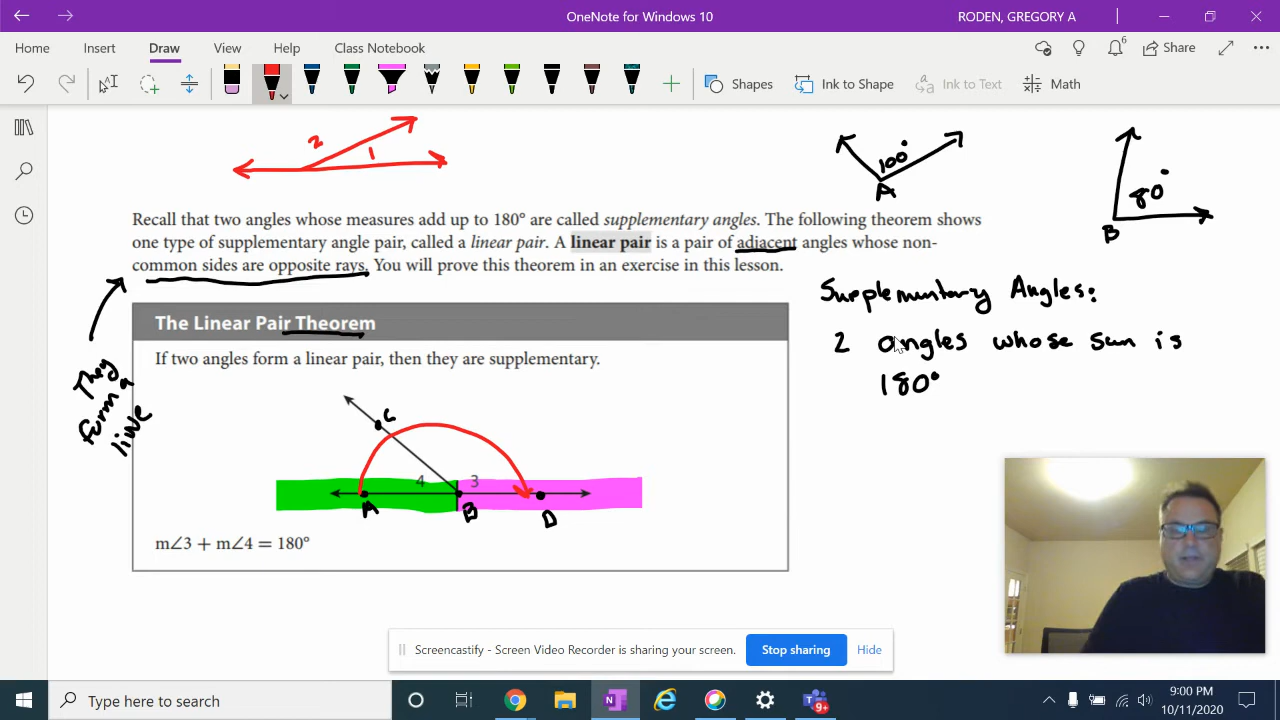 OneNote for Windows 10
RODEN, GREGORY A
Home Insert Draw View Help Class Notebook
6
Share
Shapes
Ink to Shape
Ink to Text
Math
2
1
100°
A
80°
B
Recall that two angles whose measures add up to 180° are called supplementary angles. The following theorem shows
one type of supplementary angle pair, called a linear pair. A linear pair is a pair of adjacent angles whose non-
common sides are opposite rays. You will prove this theorem in an exercise in this lesson.
Supplementary Angles:
2 angles whose sum is
180°
The Linear Pair Theorem
If two angles form a linear pair, then they are supplementary.
They
form a
line
C
4 3
A B D
m∠3 + m∠4 = 180°
Screencastify - Screen Video Recorder is sharing your screen.
Stop sharing
Hide
Type here to search
9+
9:00 PM
10/11/2020